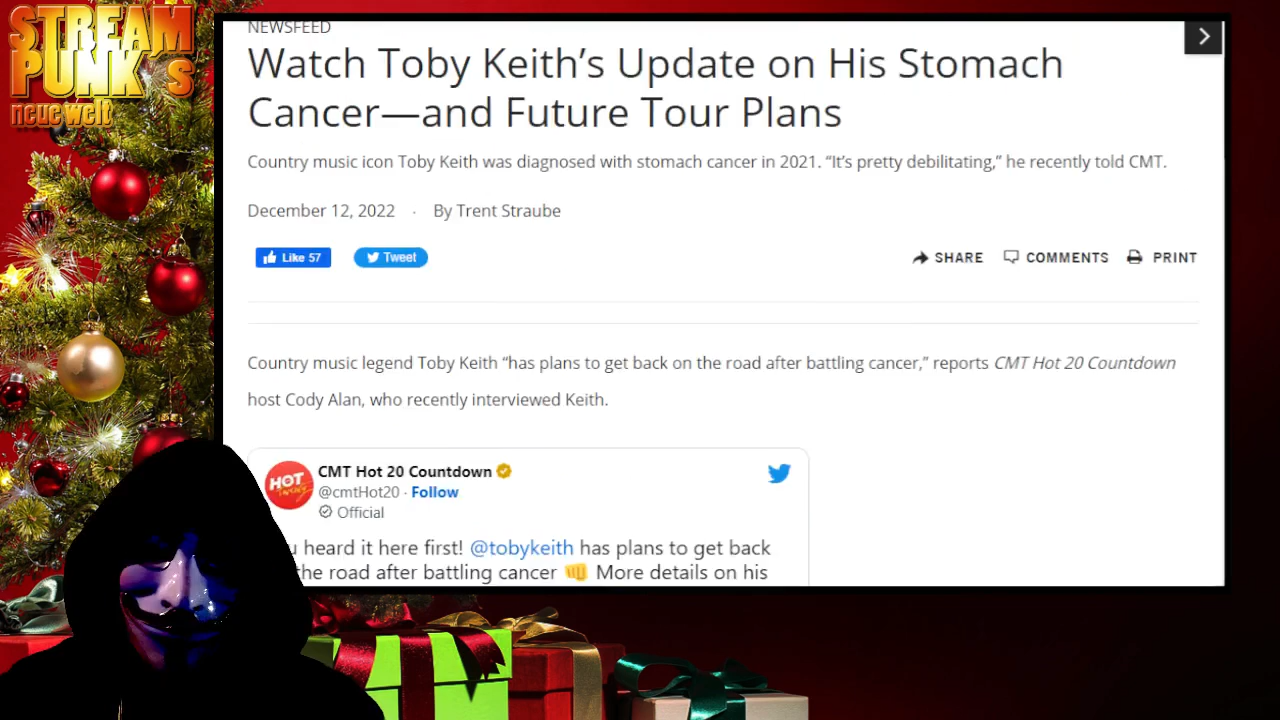 STREAM
PUNK S
neue welt
NEWSFEED
Watch Toby Keith’s Update on His Stomach
Cancer—and Future Tour Plans
Country music icon Toby Keith was diagnosed with stomach cancer in 2021. “It’s pretty debilitating,” he recently told CMT.
December 12, 2022 · By Trent Straube
Like 57 Tweet SHARE COMMENTS PRINT
Country music legend Toby Keith “has plans to get back on the road after battling cancer,” reports CMT Hot 20 Countdown
host Cody Alan, who recently interviewed Keith.
HOT
CMT Hot 20 Countdown
@cmtHot20 · Follow
Official
u heard it here first! @tobykeith has plans to get back
the road after battling cancer 👊 More details on his